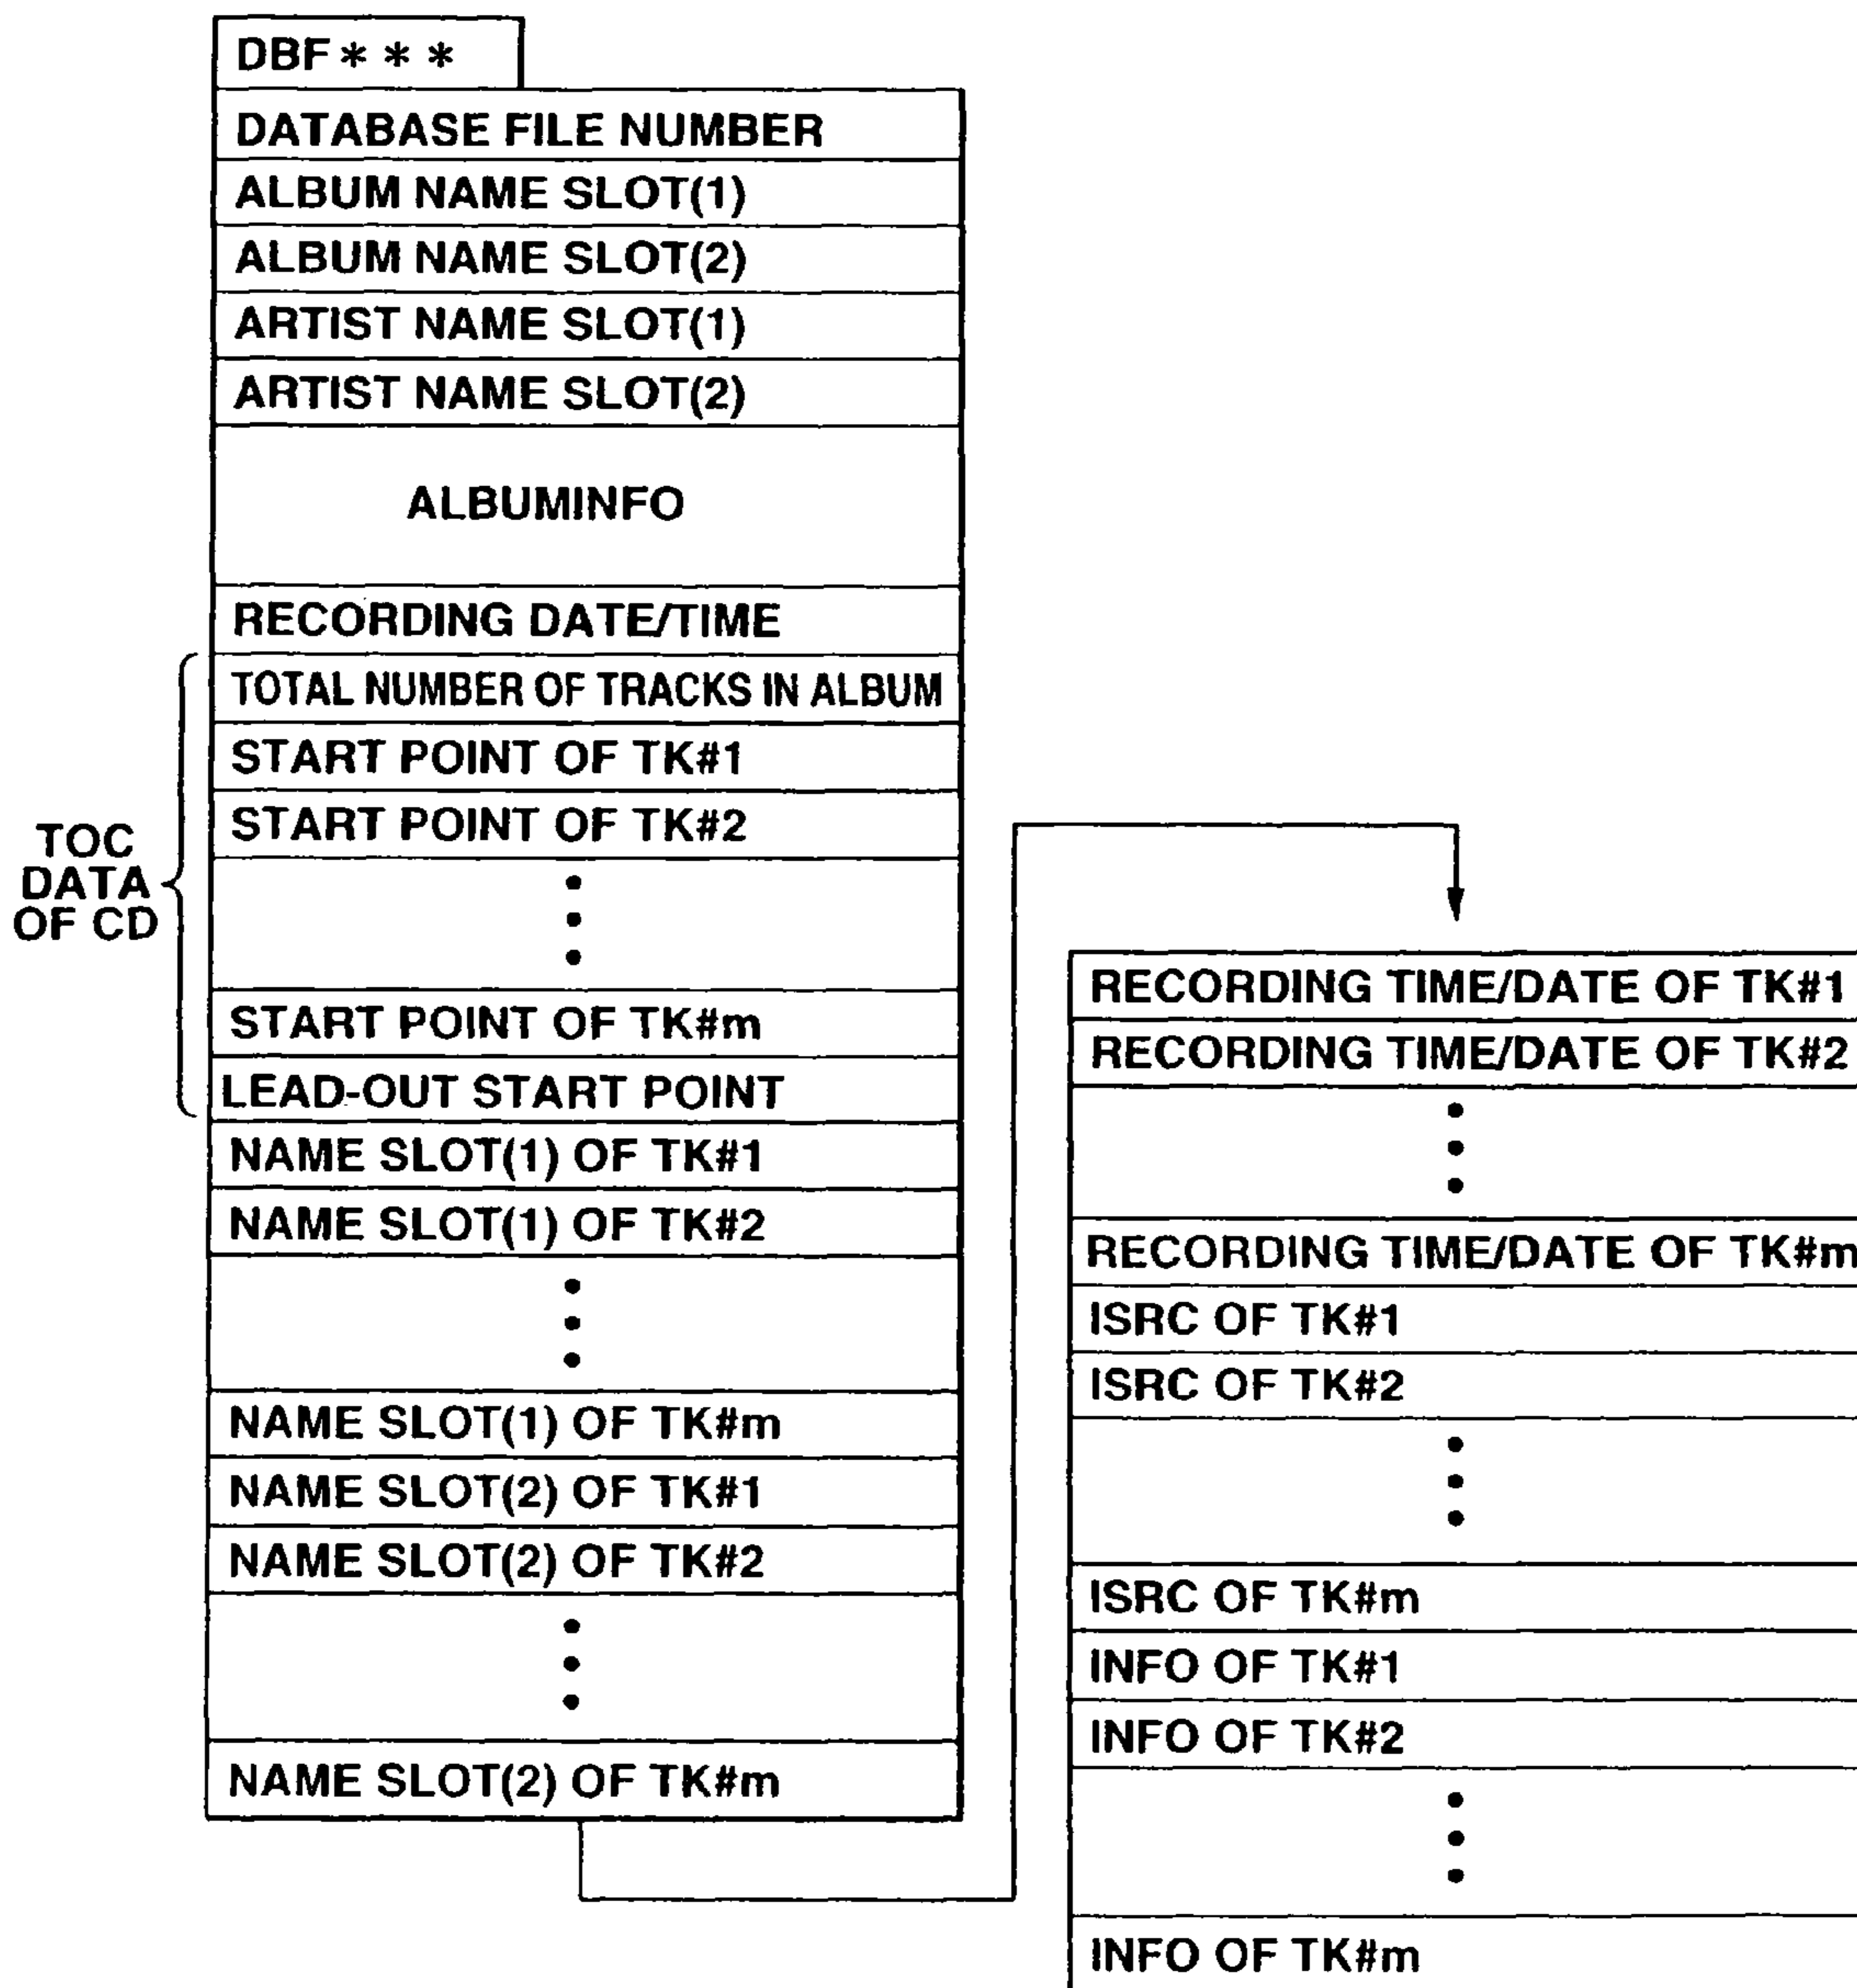 DBF***
DATABASE FILE NUMBER
ALBUM NAME SLOT(1)
ALBUM NAME SLOT(2)
ARTIST NAME SLOT(1)
ARTIST NAME SLOT(2)
ALBUMINFO
RECORDING DATE/TIME
TOTAL NUMBER OF TRACKS IN ALBUM
START POINT OF TK#1
START POINT OF TK#2
START POINT OF TK#m
LEAD-OUT START POINT
TOC
DATA
OF CD
NAME SLOT(1) OF TK#1
NAME SLOT(1) OF TK#2
NAME SLOT(1) OF TK#m
NAME SLOT(2) OF TK#1
NAME SLOT(2) OF TK#2
NAME SLOT(2) OF TK#m
RECORDING TIME/DATE OF TK#1
RECORDING TIME/DATE OF TK#2
RECORDING TIME/DATE OF TK#m
ISRC OF TK#1
ISRC OF TK#2
ISRC OF TK#m
INFO OF TK#1
INFO OF TK#2
INFO OF TK#m